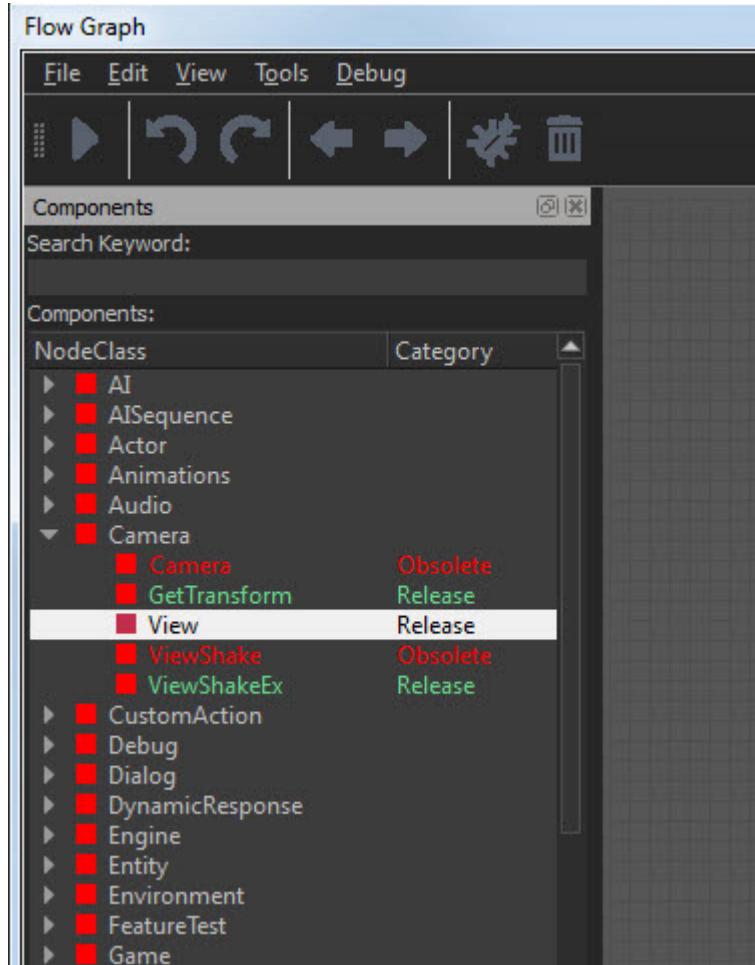 Flow Graph
File Edit View Tools Debug
Components
Search Keyword:
Components:
NodeClass Category
AI
AISequence
Actor
Animations
Audio
Camera
Camera Obsolete
GetTransform Release
View Release
ViewShake Obsolete
ViewShakeEx Release
CustomAction
Debug
Dialog
DynamicResponse
Engine
Entity
Environment
FeatureTest
Game